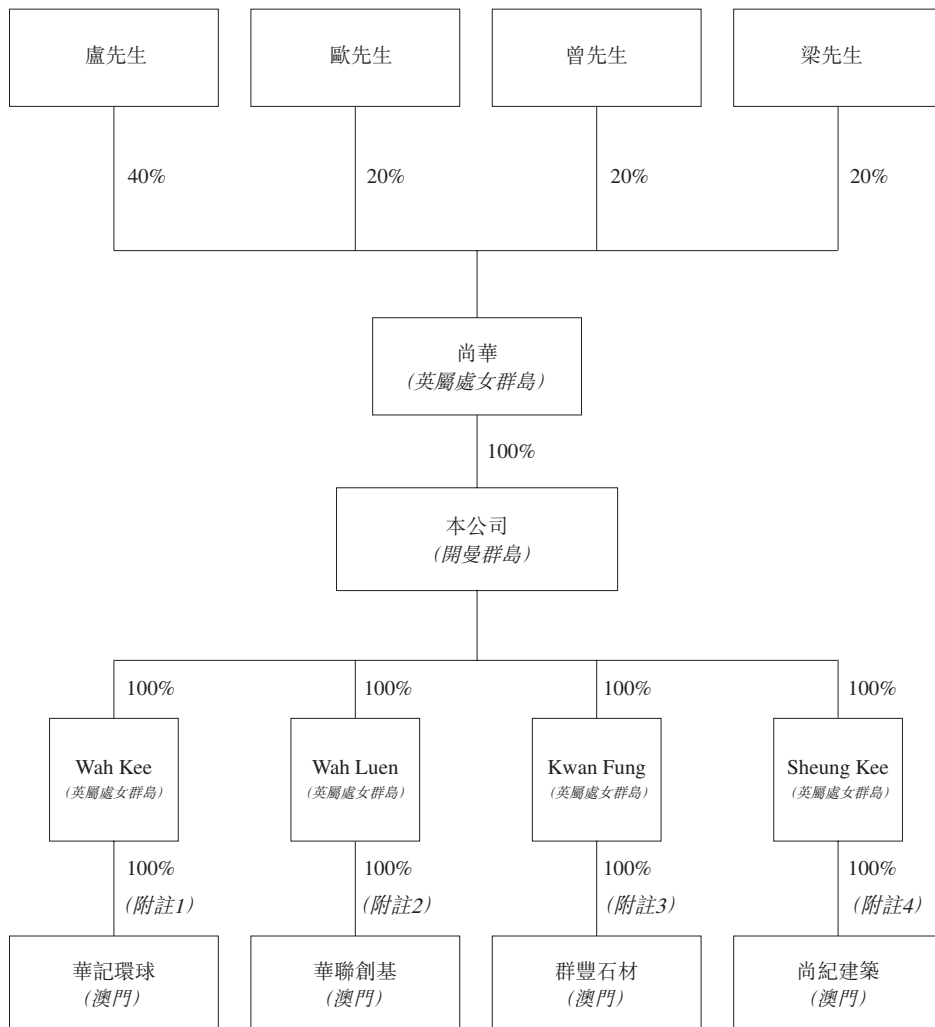 盧先生
歐先生
曾先生
梁先生
40%
20%
20%
20%
尚華
（英屬處女群島）
100%
本公司
（開曼群島）
100%
100%
100%
100%
Wah Kee
（英屬處女群島）
Wah Luen
（英屬處女群島）
Kwan Fung
（英屬處女群島）
Sheung Kee
（英屬處女群島）
100%
（附註1）
100%
（附註2）
100%
（附註3）
100%
（附註4）
華記環球
（澳門）
華聯創基
（澳門）
群豐石材
（澳門）
尚紀建築
（澳門）